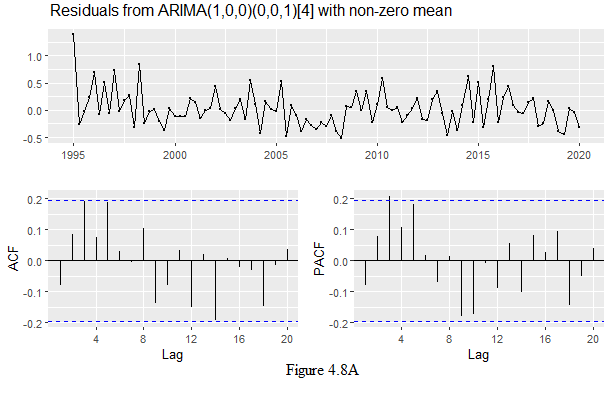 Residuals from ARIMA(1,0,0)(0,0,1)[4] with non-zero mean
1.0
0.5
0.0
-0.5
1995 2000 2005 2010 2015 2020
0.2
0.1
0.0
-0.1
-0.2
ACF
4 8 12 16 20
Lag
0.2
0.1
0.0
-0.1
-0.2
PACF
4 8 12 16 20
Lag
Figure 4.8A